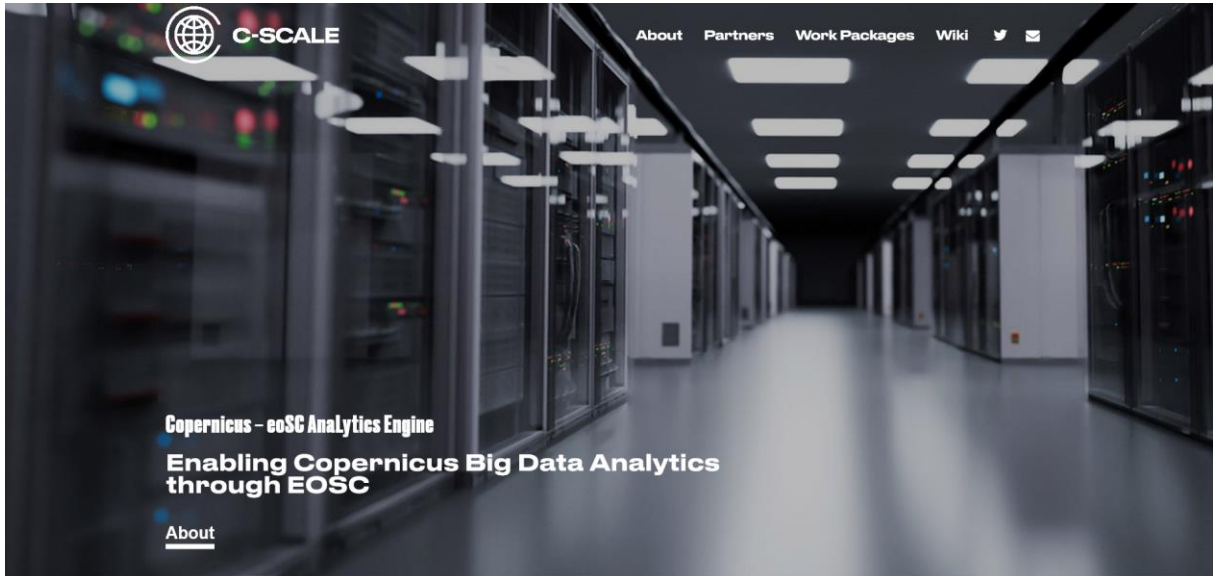 C-SCALE
About Partners Work Packages Wiki
Copernicus – eoSC AnaLytics Engine
Enabling Copernicus Big Data Analytics
through EOSC
About